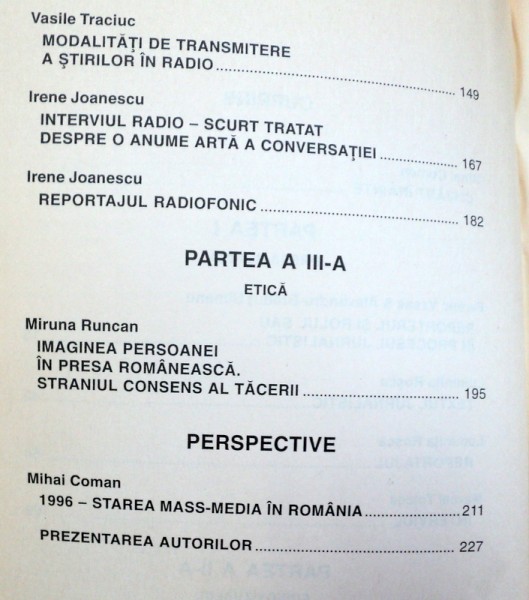 Vasile Traciuc
MODALITĂȚI DE TRANSMITERE
A ȘTIRILOR ÎN RADIO 149
Irene Joanescu
INTERVIUL RADIO – SCURT TRATAT
DESPRE O ANUME ARTĂ A CONVERSAȚIEI 167
Irene Joanescu
REPORTAJUL RADIOFONIC 182
PARTEA A III-A
ETICĂ
Miruna Runcan
IMAGINEA PERSOANEI
ÎN PRESA ROMÂNEASCĂ.
STRANIUL CONSENS AL TĂCERII 195
PERSPECTIVE
Mihai Coman
1996 – STAREA MASS-MEDIA ÎN ROMÂNIA 211
PREZENTAREA AUTORILOR 227